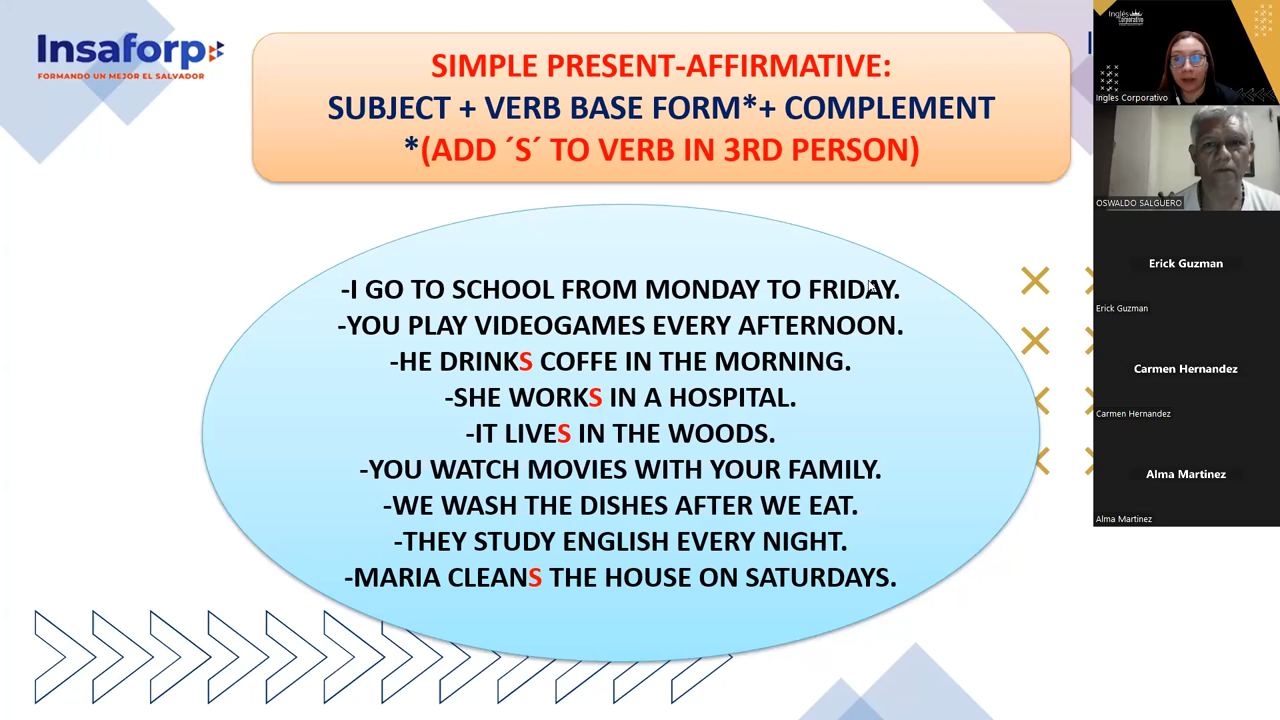 Insaforp
FORMANDO UN MEJOR EL SALVADOR
SIMPLE PRESENT-AFFIRMATIVE:
SUBJECT + VERB BASE FORM*+ COMPLEMENT
*(ADD ´S´ TO VERB IN 3RD PERSON)
-I GO TO SCHOOL FROM MONDAY TO FRIDAY.
-YOU PLAY VIDEOGAMES EVERY AFTERNOON.
-HE DRINKS COFFE IN THE MORNING.
-SHE WORKS IN A HOSPITAL.
-IT LIVES IN THE WOODS.
-YOU WATCH MOVIES WITH YOUR FAMILY.
-WE WASH THE DISHES AFTER WE EAT.
-THEY STUDY ENGLISH EVERY NIGHT.
-MARIA CLEANS THE HOUSE ON SATURDAYS.
Inglés
Corporativo
Ingles Corporativo
OSWALDO SALGUERO
Erick Guzman
Erick Guzman
Carmen Hernandez
Carmen Hernandez
Alma Martinez
Alma Martinez